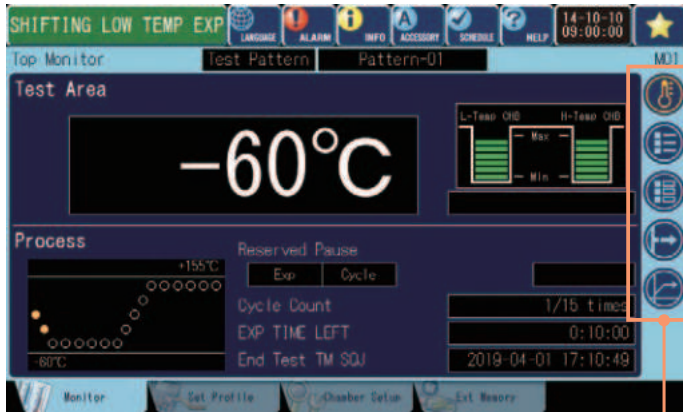 SHIFTING LOW TEMP EXP
LANGUAGE
ALARM
INFO
ACCESSORY
SCHEDULE
HELP
14-10-10
09:00:00
Top Monitor
Test Pattern
Pattern-01
M01
Test Area
-60°C
L-Temp CHB
H-Temp CHB
Max
Min
Process
+155℃
-60℃
Reserved Pause
Exp
Cycle
Cycle Count
1/15 times
EXP TIME LEFT
0:10:00
End Test TM SQJ
2019-04-01 17:10:49
Monitor
Set Profile
Chamber Setup
Ext Memory